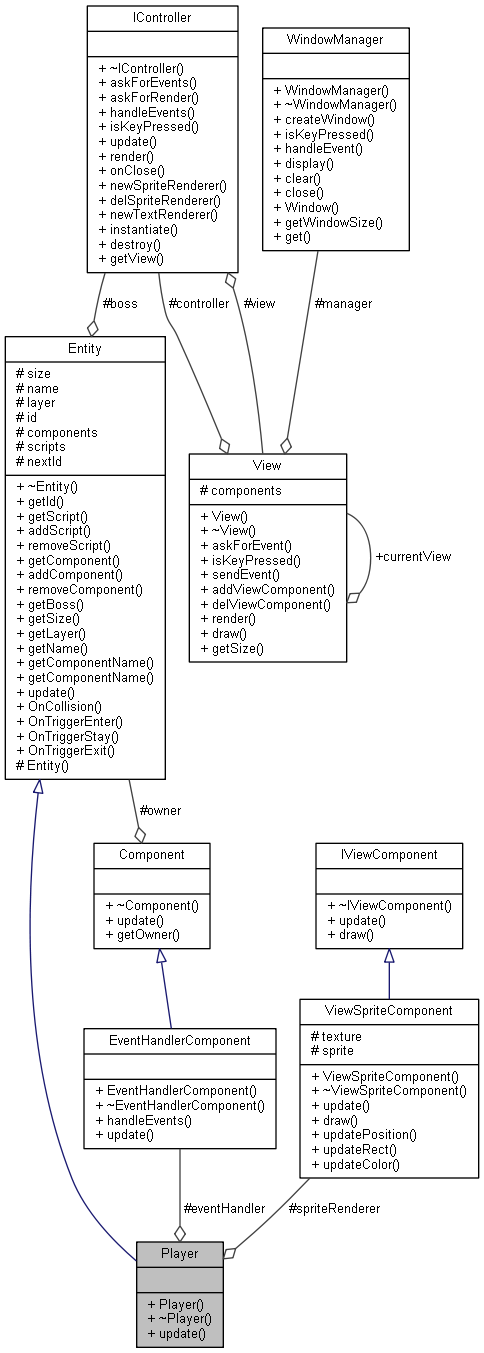 IController
+ ~IController()
+ askForEvents()
+ askForRender()
+ handleEvents()
+ isKeyPressed()
+ update()
+ render()
+ onClose()
+ newSpriteRenderer()
+ delSpriteRenderer()
+ newTextRenderer()
+ instantiate()
+ destroy()
+ getView()
WindowManager
+ WindowManager()
+ ~WindowManager()
+ createWindow()
+ isKeyPressed()
+ handleEvent()
+ display()
+ clear()
+ close()
+ Window()
+ getWindowSize()
+ get()
#boss
#controller
#view
#manager
Entity
# size
# name
# layer
# id
# components
# scripts
# nextId
+ ~Entity()
+ getId()
+ getScript()
+ addScript()
+ removeScript()
+ getComponent()
+ addComponent()
+ removeComponent()
+ getBoss()
+ getSize()
+ getLayer()
+ getName()
+ getComponentName()
+ getComponentName()
+ update()
+ OnCollision()
+ OnTriggerEnter()
+ OnTriggerStay()
+ OnTriggerExit()
# Entity()
View
# components
+ View()
+ ~View()
+ askForEvent()
+ isKeyPressed()
+ sendEvent()
+ addViewComponent()
+ delViewComponent()
+ render()
+ draw()
+ getSize()
+currentView
#owner
Component
+ ~Component()
+ update()
+ getOwner()
IViewComponent
+ ~IViewComponent()
+ update()
+ draw()
EventHandlerComponent
+ EventHandlerComponent()
+ ~EventHandlerComponent()
+ handleEvents()
+ update()
ViewSpriteComponent
# texture
# sprite
+ ViewSpriteComponent()
+ ~ViewSpriteComponent()
+ update()
+ draw()
+ updatePosition()
+ updateRect()
+ updateColor()
#eventHandler
#spriteRenderer
Player
+ Player()
+ ~Player()
+ update()